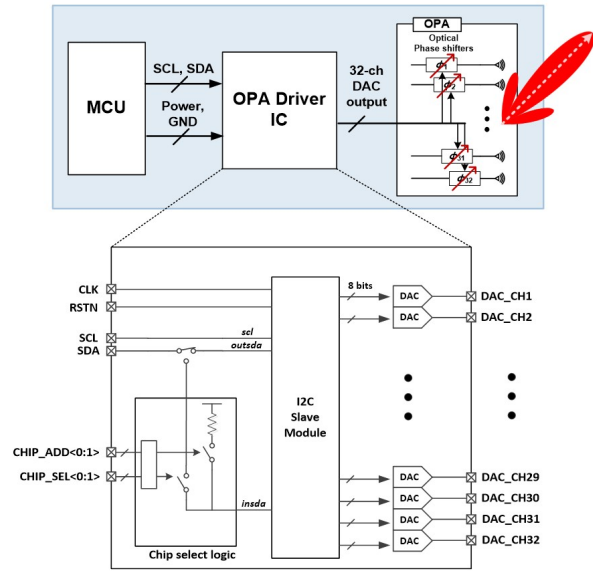 OPA
Optical
Phase shifters
MCU
SCL, SDA
Power,
GND
OPA Driver
IC
32-ch
DAC
output
ϕ1
ϕ2
ϕ31
ϕ32
CLK
RSTN
SCL
SDA
scl
outsda
CHIP_ADD<0:1>
CHIP_SEL<0:1>
insda
Chip select logic
I2C
Slave
Module
8 bits
DAC
DAC_CH1
DAC
DAC_CH2
DAC
DAC_CH29
DAC
DAC_CH30
DAC
DAC_CH31
DAC
DAC_CH32